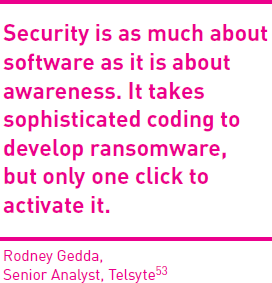 Security is as much about
software as it is about
awareness. It takes
sophisticated coding to
develop ransomware,
but only one click to
activate it.
Rodney Gedda,
Senior Analyst, Telsyte53